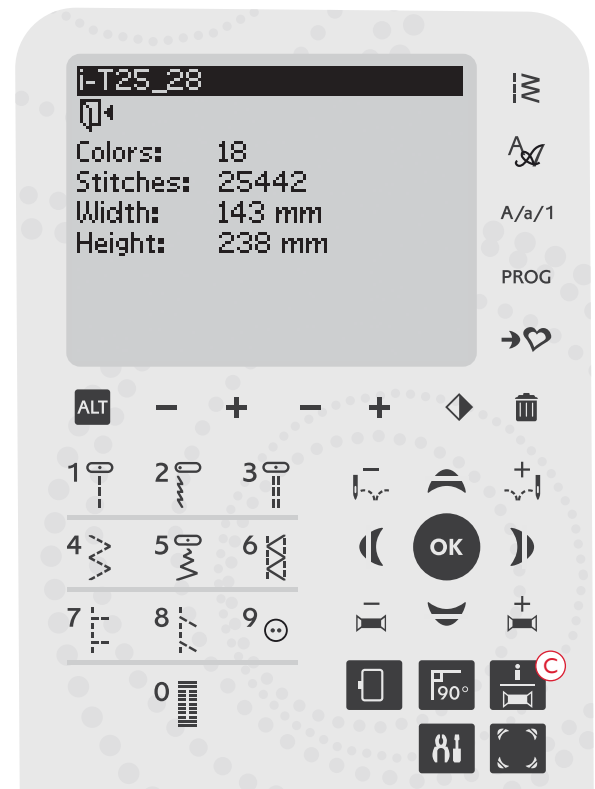 i-T25_28
Colors: 18
Stitches: 25442
Width: 143 mm
Height: 238 mm
A
A/a/1
PROG
ALT
− + − +
1 2 3
− +
4 5 6
OK
7 8 9
− +
0
90°
i
C